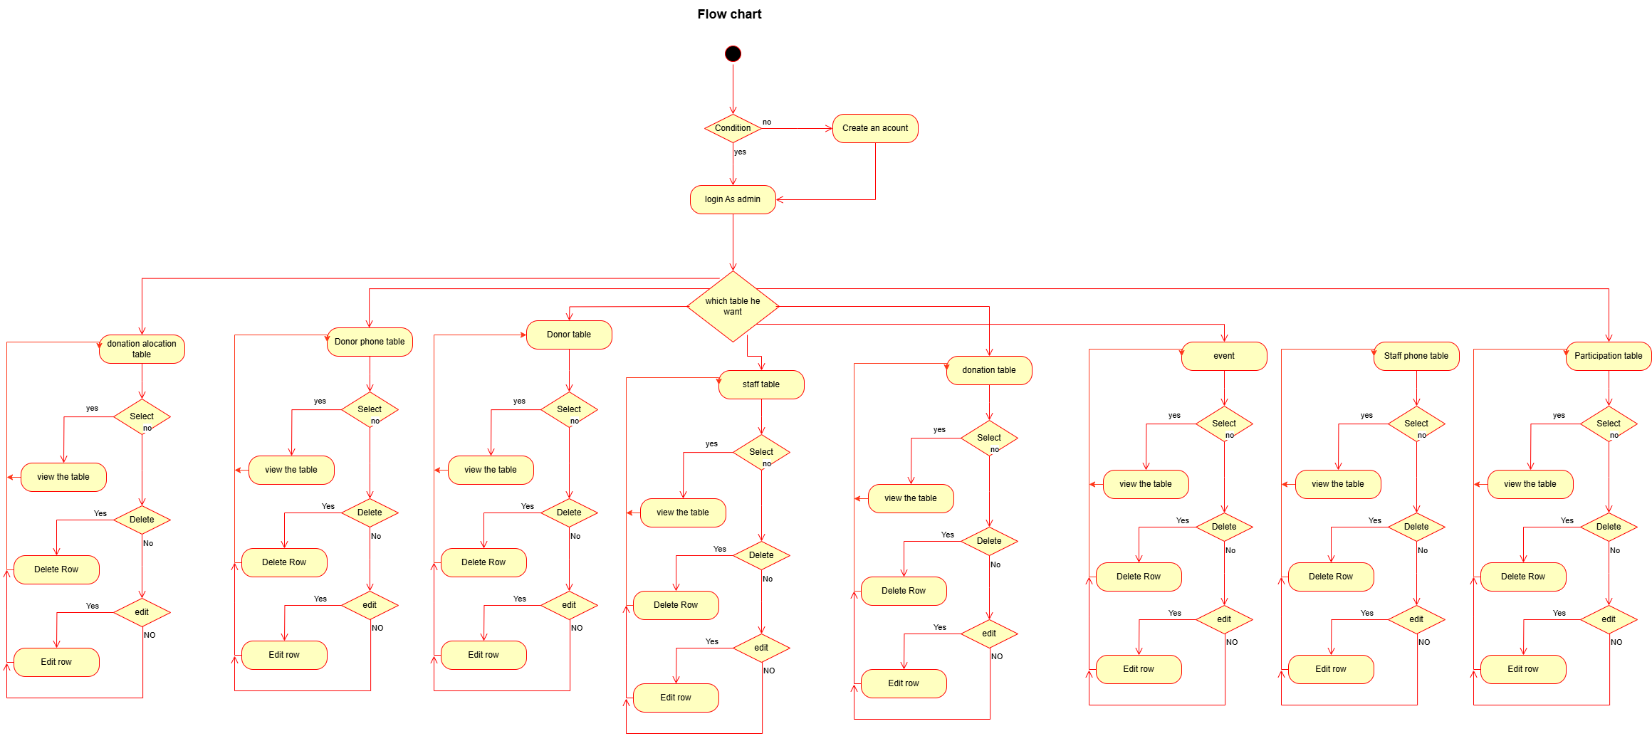 Flow chart
Condition
no
Create an acount
yes
login As admin
which table he
want
donation alocation
table
yes
Select
no
view the table
Yes
Delete
No
Delete Row
Yes
edit
NO
Edit row
Donor phone table
yes
Select
no
view the table
Yes
Delete
No
Delete Row
Yes
edit
NO
Edit row
Donor table
yes
Select
no
view the table
Yes
Delete
No
Delete Row
Yes
edit
NO
Edit row
staff table
yes
Select
no
view the table
Yes
Delete
No
Delete Row
Yes
edit
NO
Edit row
donation table
yes
Select
no
view the table
Yes
Delete
No
Delete Row
Yes
edit
NO
Edit row
event
yes
Select
no
view the table
Yes
Delete
No
Delete Row
Yes
edit
NO
Edit row
Staff phone table
yes
Select
no
view the table
Yes
Delete
No
Delete Row
Yes
edit
NO
Edit row
Participation table
yes
Select
no
view the table
Yes
Delete
No
Delete Row
Yes
edit
NO
Edit row